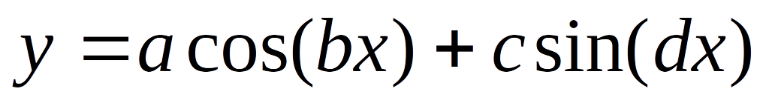 y = a cos(bx) + c sin(dx)